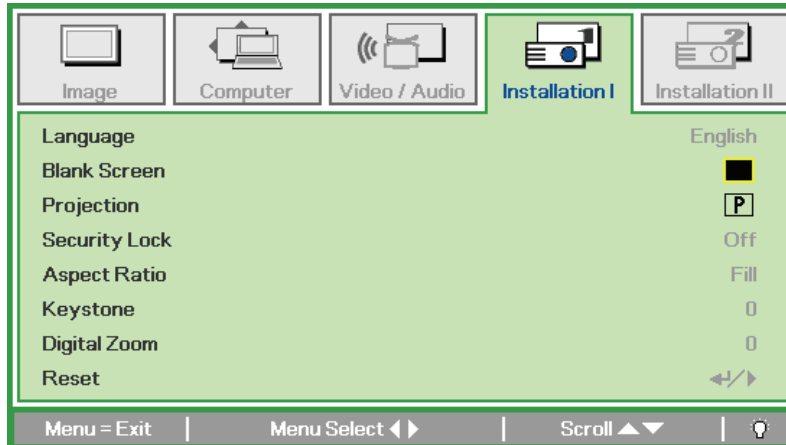 Image Computer Video / Audio Installation I Installation II
Language English
Blank Screen
Projection P
Security Lock Off
Aspect Ratio Fill
Keystone 0
Digital Zoom 0
Reset
Menu = Exit Menu Select Scroll